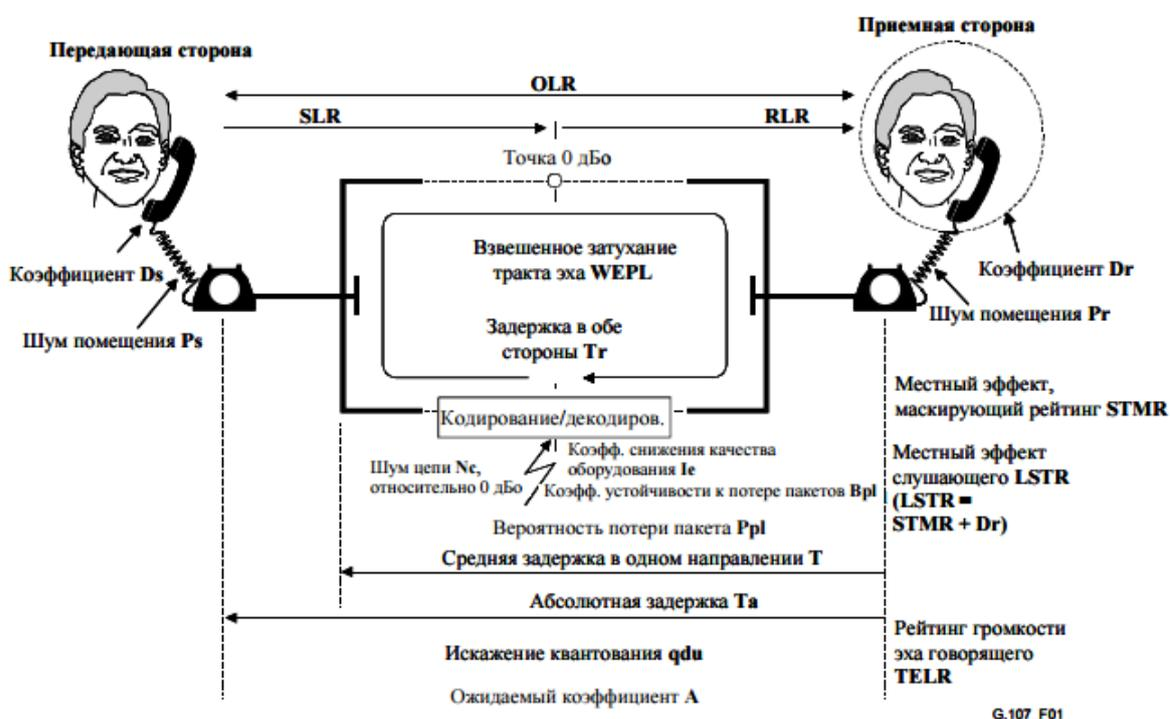 Приемная сторона
Передающая сторона
OLR
SLR
RLR
Точка 0 дБо
Взвешенное затухание
тракта эха WEPL
Коэффициент Ds
Коэффициент Dr
Шум помещения Ps
Шум помещения Pr
Задержка в обе
стороны Tr
Местный эффект,
маскирующий рейтинг STMR
Кодирование/декодиров.
Шум цепи Nc,
относительно 0 дБо
Коэфф. снижения качества
оборудования Ie
Коэфф. устойчивости к потере пакетов Bpl
Местный эффект
слушающего LSTR
(LSTR =
STMR + Dr)
Вероятность потери пакета Ppl
Средняя задержка в одном направлении T
Абсолютная задержка Ta
Рейтинг громкости
эха говорящего
TELR
Искажение квантования qdu
Ожидаемый коэффициент A
G.107_F01